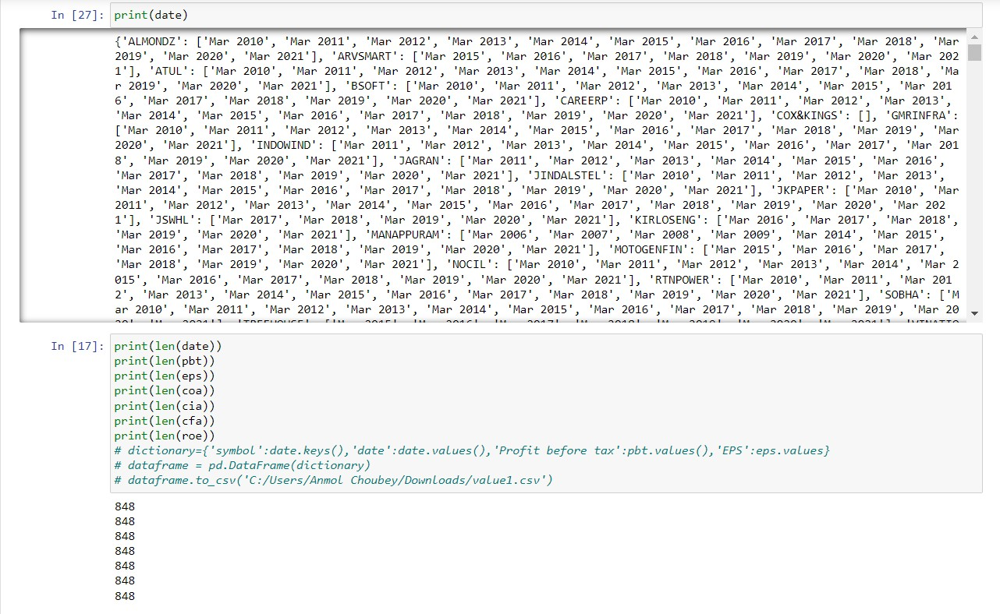 In [27]: print(date)
{'ALMONDZ': ['Mar 2010', 'Mar 2011', 'Mar 2012', 'Mar 2013', 'Mar 2014', 'Mar 2015', 'Mar 2016', 'Mar 2017', 'Mar 2018', 'Mar
2019', 'Mar 2020', 'Mar 2021'], 'ARVSMART': ['Mar 2015', 'Mar 2016', 'Mar 2017', 'Mar 2018', 'Mar 2019', 'Mar 2020', 'Mar 202
1'], 'ATUL': ['Mar 2010', 'Mar 2011', 'Mar 2012', 'Mar 2013', 'Mar 2014', 'Mar 2015', 'Mar 2016', 'Mar 2017', 'Mar 2018', 'Ma
r 2019', 'Mar 2020', 'Mar 2021'], 'BSOFT': ['Mar 2010', 'Mar 2011', 'Mar 2012', 'Mar 2013', 'Mar 2014', 'Mar 2015', 'Mar 201
6', 'Mar 2017', 'Mar 2018', 'Mar 2019', 'Mar 2020', 'Mar 2021'], 'CAREERP': ['Mar 2010', 'Mar 2011', 'Mar 2012', 'Mar 2013',
'Mar 2014', 'Mar 2015', 'Mar 2016', 'Mar 2017', 'Mar 2018', 'Mar 2019', 'Mar 2020', 'Mar 2021'], 'COX&KINGS': [], 'GMRINFRA':
['Mar 2010', 'Mar 2011', 'Mar 2012', 'Mar 2013', 'Mar 2014', 'Mar 2015', 'Mar 2016', 'Mar 2017', 'Mar 2018', 'Mar 2019', 'Mar
2020', 'Mar 2021'], 'INDOWIND': ['Mar 2011', 'Mar 2012', 'Mar 2013', 'Mar 2014', 'Mar 2015', 'Mar 2016', 'Mar 2017', 'Mar 201
8', 'Mar 2019', 'Mar 2020', 'Mar 2021'], 'JAGRAN': ['Mar 2011', 'Mar 2012', 'Mar 2013', 'Mar 2014', 'Mar 2015', 'Mar 2016',
'Mar 2017', 'Mar 2018', 'Mar 2019', 'Mar 2020', 'Mar 2021'], 'JINDALSTEL': ['Mar 2010', 'Mar 2011', 'Mar 2012', 'Mar 2013',
'Mar 2014', 'Mar 2015', 'Mar 2016', 'Mar 2017', 'Mar 2018', 'Mar 2019', 'Mar 2020', 'Mar 2021'], 'JKPAPER': ['Mar 2010', 'Mar
2011', 'Mar 2012', 'Mar 2013', 'Mar 2014', 'Mar 2015', 'Mar 2016', 'Mar 2017', 'Mar 2018', 'Mar 2019', 'Mar 2020', 'Mar 202
1'], 'JSWHL': ['Mar 2017', 'Mar 2018', 'Mar 2019', 'Mar 2020', 'Mar 2021'], 'KIRLOSENG': ['Mar 2016', 'Mar 2017', 'Mar 2018',
'Mar 2019', 'Mar 2020', 'Mar 2021'], 'MANAPPURAM': ['Mar 2006', 'Mar 2007', 'Mar 2008', 'Mar 2009', 'Mar 2014', 'Mar 2015',
'Mar 2016', 'Mar 2017', 'Mar 2018', 'Mar 2019', 'Mar 2020', 'Mar 2021'], 'MOTOGENFIN': ['Mar 2015', 'Mar 2016', 'Mar 2017',
'Mar 2018', 'Mar 2019', 'Mar 2020', 'Mar 2021'], 'NOCIL': ['Mar 2010', 'Mar 2011', 'Mar 2012', 'Mar 2013', 'Mar 2014', 'Mar 2
015', 'Mar 2016', 'Mar 2017', 'Mar 2018', 'Mar 2019', 'Mar 2020', 'Mar 2021'], 'RTNPOWER': ['Mar 2010', 'Mar 2011', 'Mar 201
2', 'Mar 2013', 'Mar 2014', 'Mar 2015', 'Mar 2016', 'Mar 2017', 'Mar 2018', 'Mar 2019', 'Mar 2020', 'Mar 2021'], 'SOBHA': ['M
ar 2010', 'Mar 2011', 'Mar 2012', 'Mar 2013', 'Mar 2014', 'Mar 2015', 'Mar 2016', 'Mar 2017', 'Mar 2018', 'Mar 2019', 'Mar 20
In [17]: print(len(date))
print(len(pbt))
print(len(eps))
print(len(coa))
print(len(cia))
print(len(cfa))
print(len(roe))
# dictionary={'symbol':date.keys(),'date':date.values(),'Profit before tax':pbt.values(),'EPS':eps.values}
# dataframe = pd.DataFrame(dictionary)
# dataframe.to_csv('C:/Users/Anmol Choubey/Downloads/value1.csv')
848
848
848
848
848
848
848